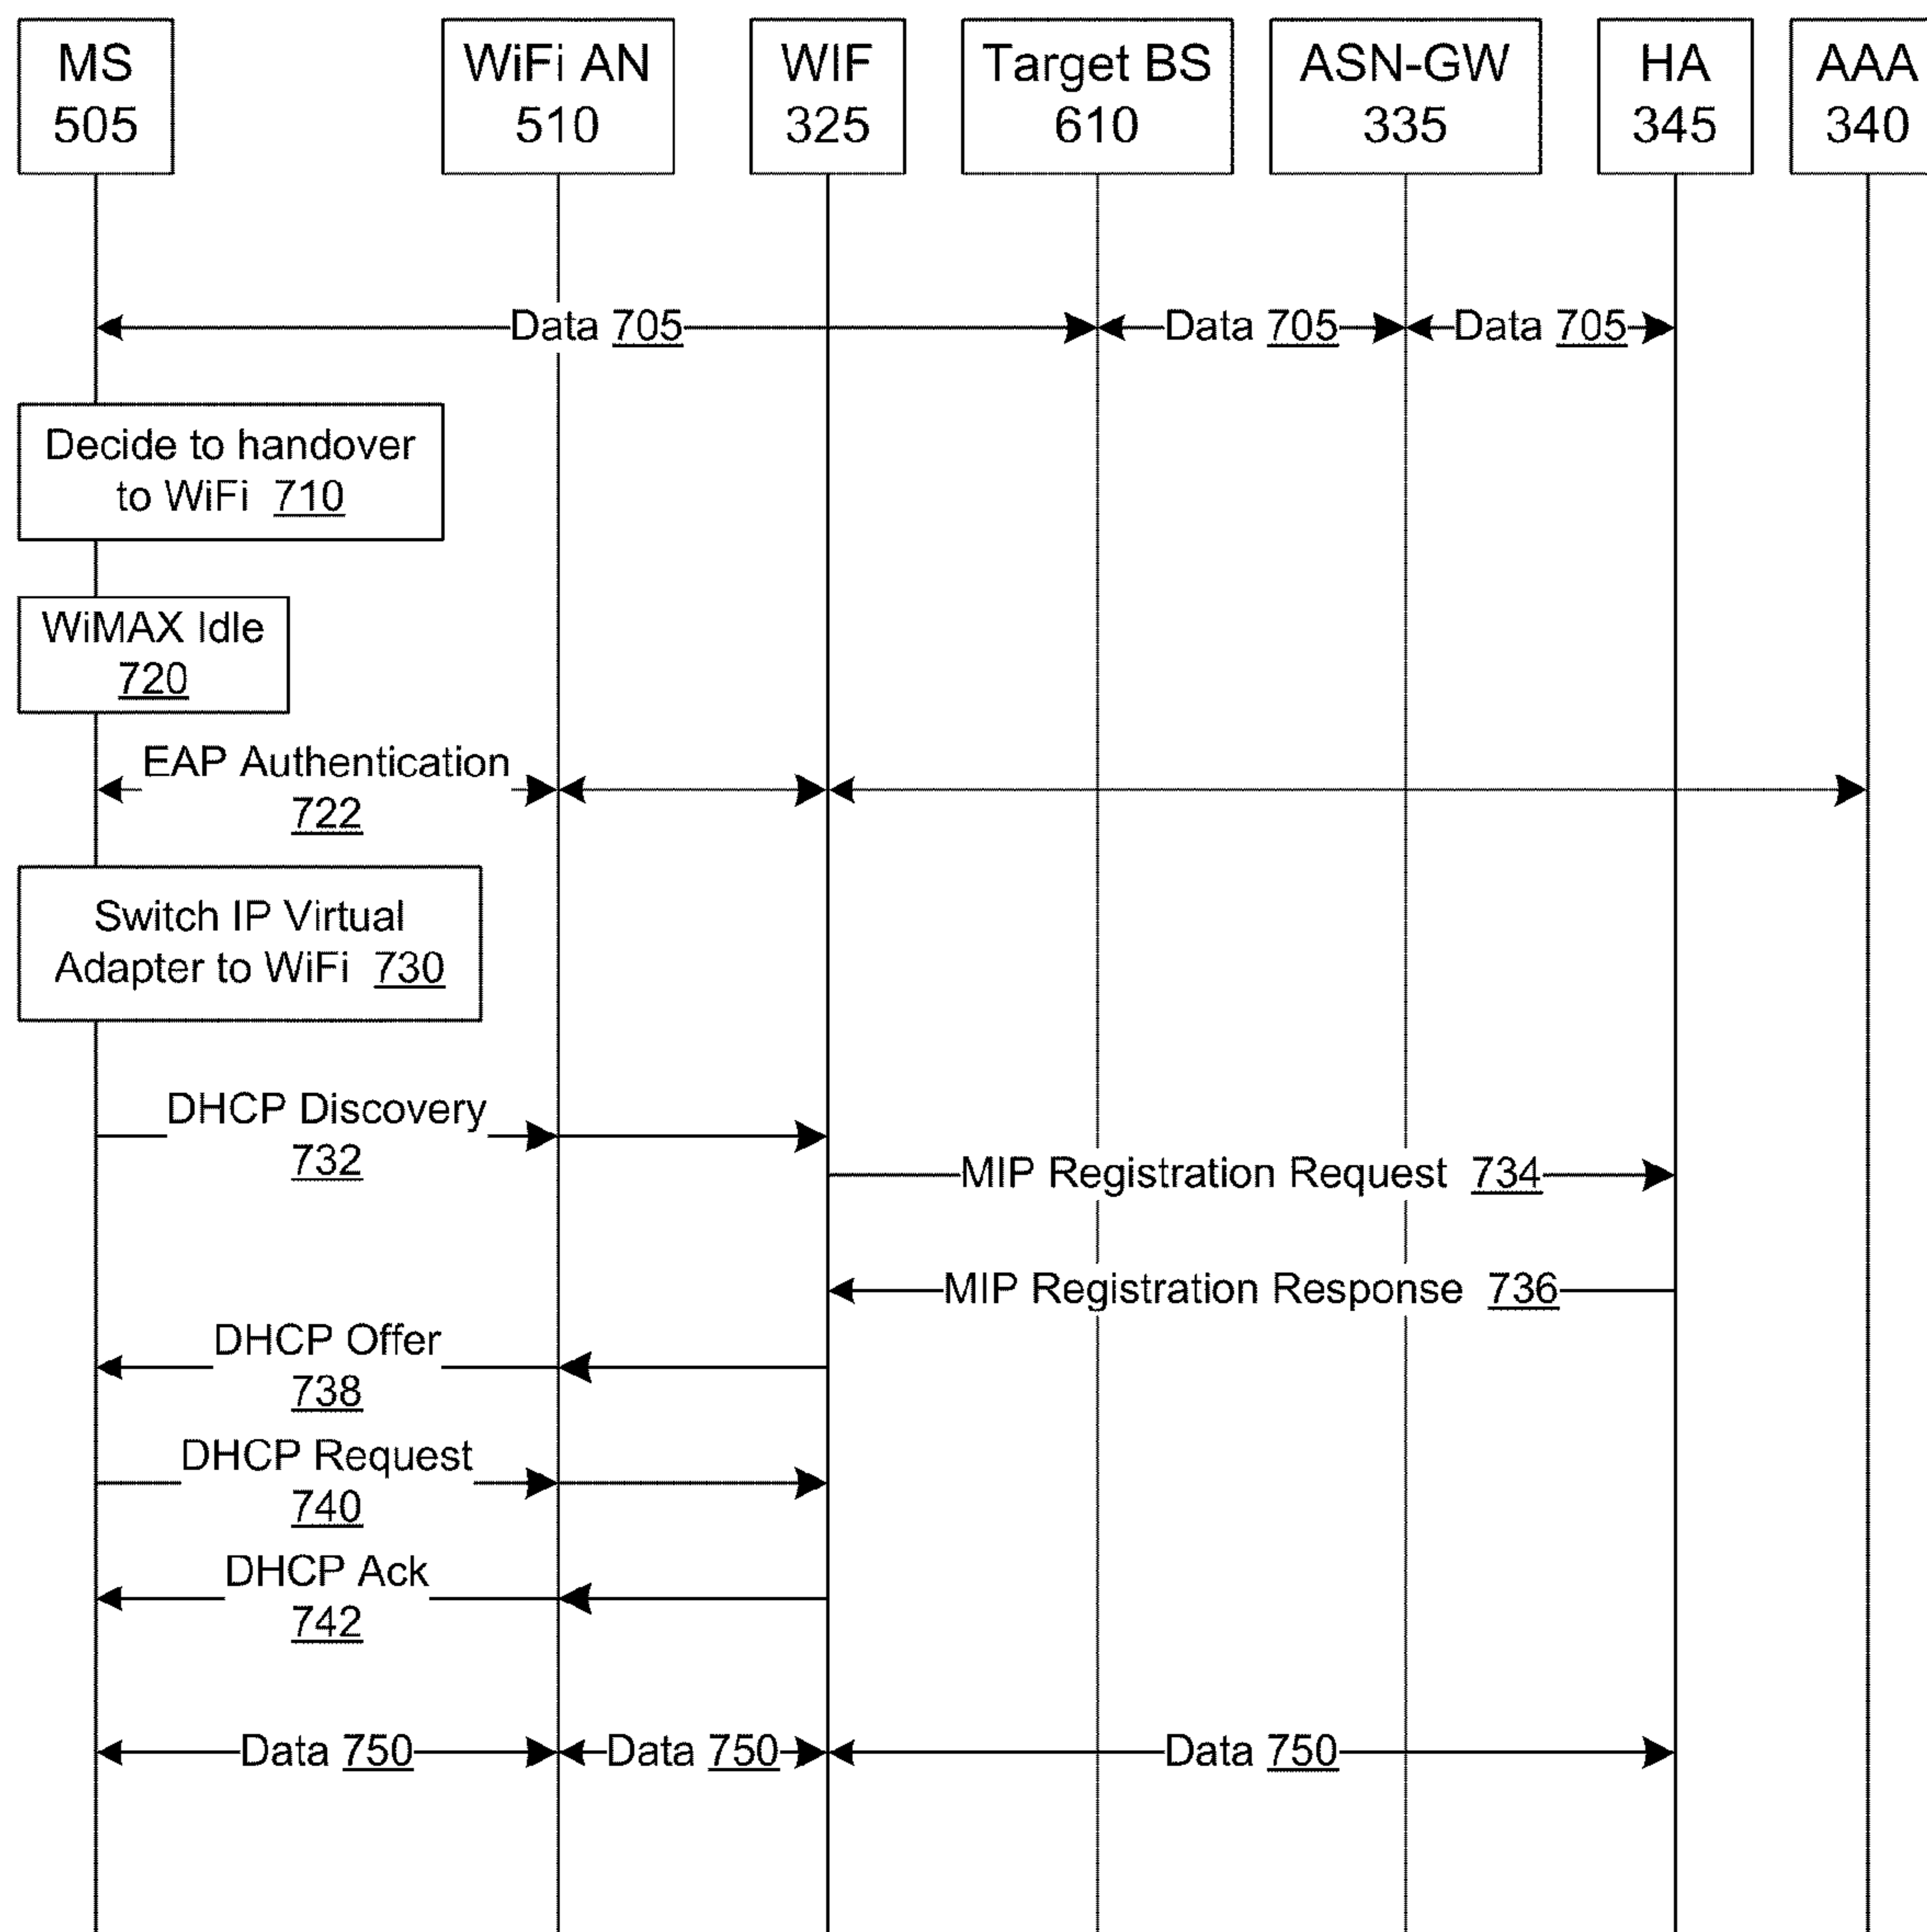 MS
505
WiFi AN
510
WIF
325
Target BS
610
ASN-GW
335
HA
345
AAA
340
Data 705
Data 705
Data 705
Decide to handover
to WiFi 710
WiMAX Idle
720
EAP Authentication
722
Switch IP Virtual
Adapter to WiFi 730
DHCP Discovery
732
MIP Registration Request 734
MIP Registration Response 736
DHCP Offer
738
DHCP Request
740
DHCP Ack
742
Data 750
Data 750
Data 750